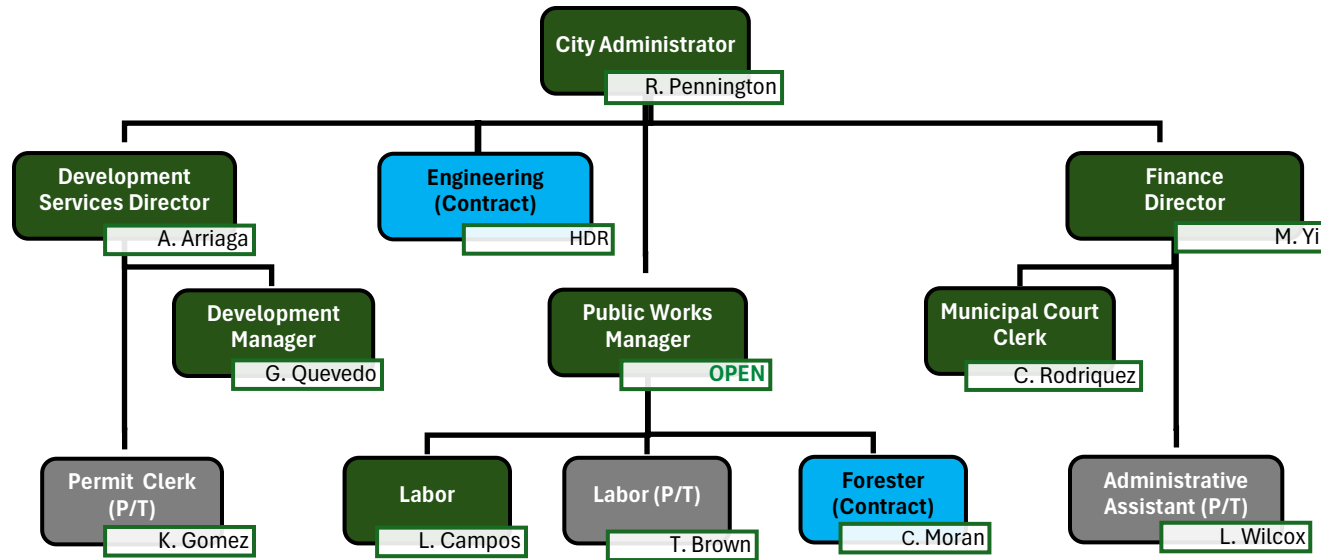 City Administrator
R. Pennington
Development
Services Director
A. Arriaga
Engineering
(Contract)
HDR
Finance
Director
M. Yi
Development
Manager
G. Quevedo
Public Works
Manager
OPEN
Municipal Court
Clerk
C. Rodriquez
Permit Clerk
(P/T)
K. Gomez
Labor
L. Campos
Labor (P/T)
T. Brown
Forester
(Contract)
C. Moran
Administrative
Assistant (P/T)
L. Wilcox